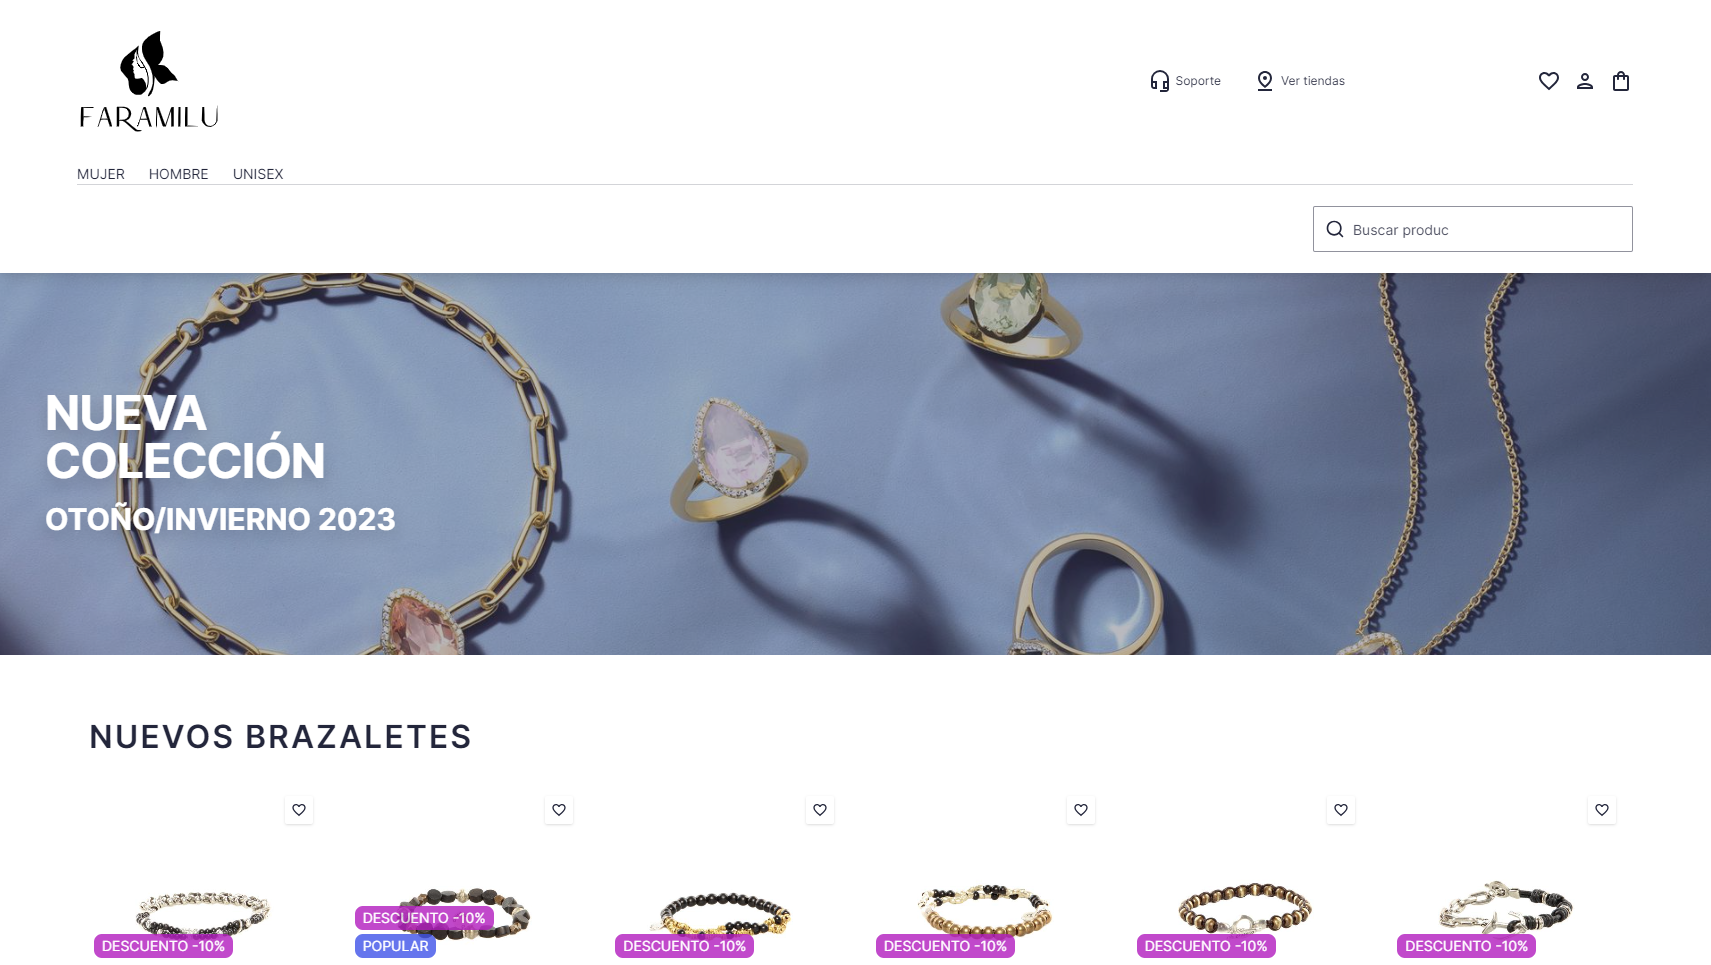 FARAMILU
Soporte
Ver tiendas
MUJER HOMBRE UNISEX
Buscar produc
NUEVA
COLECCIÓN
OTOÑO/INVIERNO 2023
NUEVOS BRAZALETES
DESCUENTO -10%
DESCUENTO -10%
POPULAR
DESCUENTO -10%
DESCUENTO -10%
DESCUENTO -10%
DESCUENTO -10%